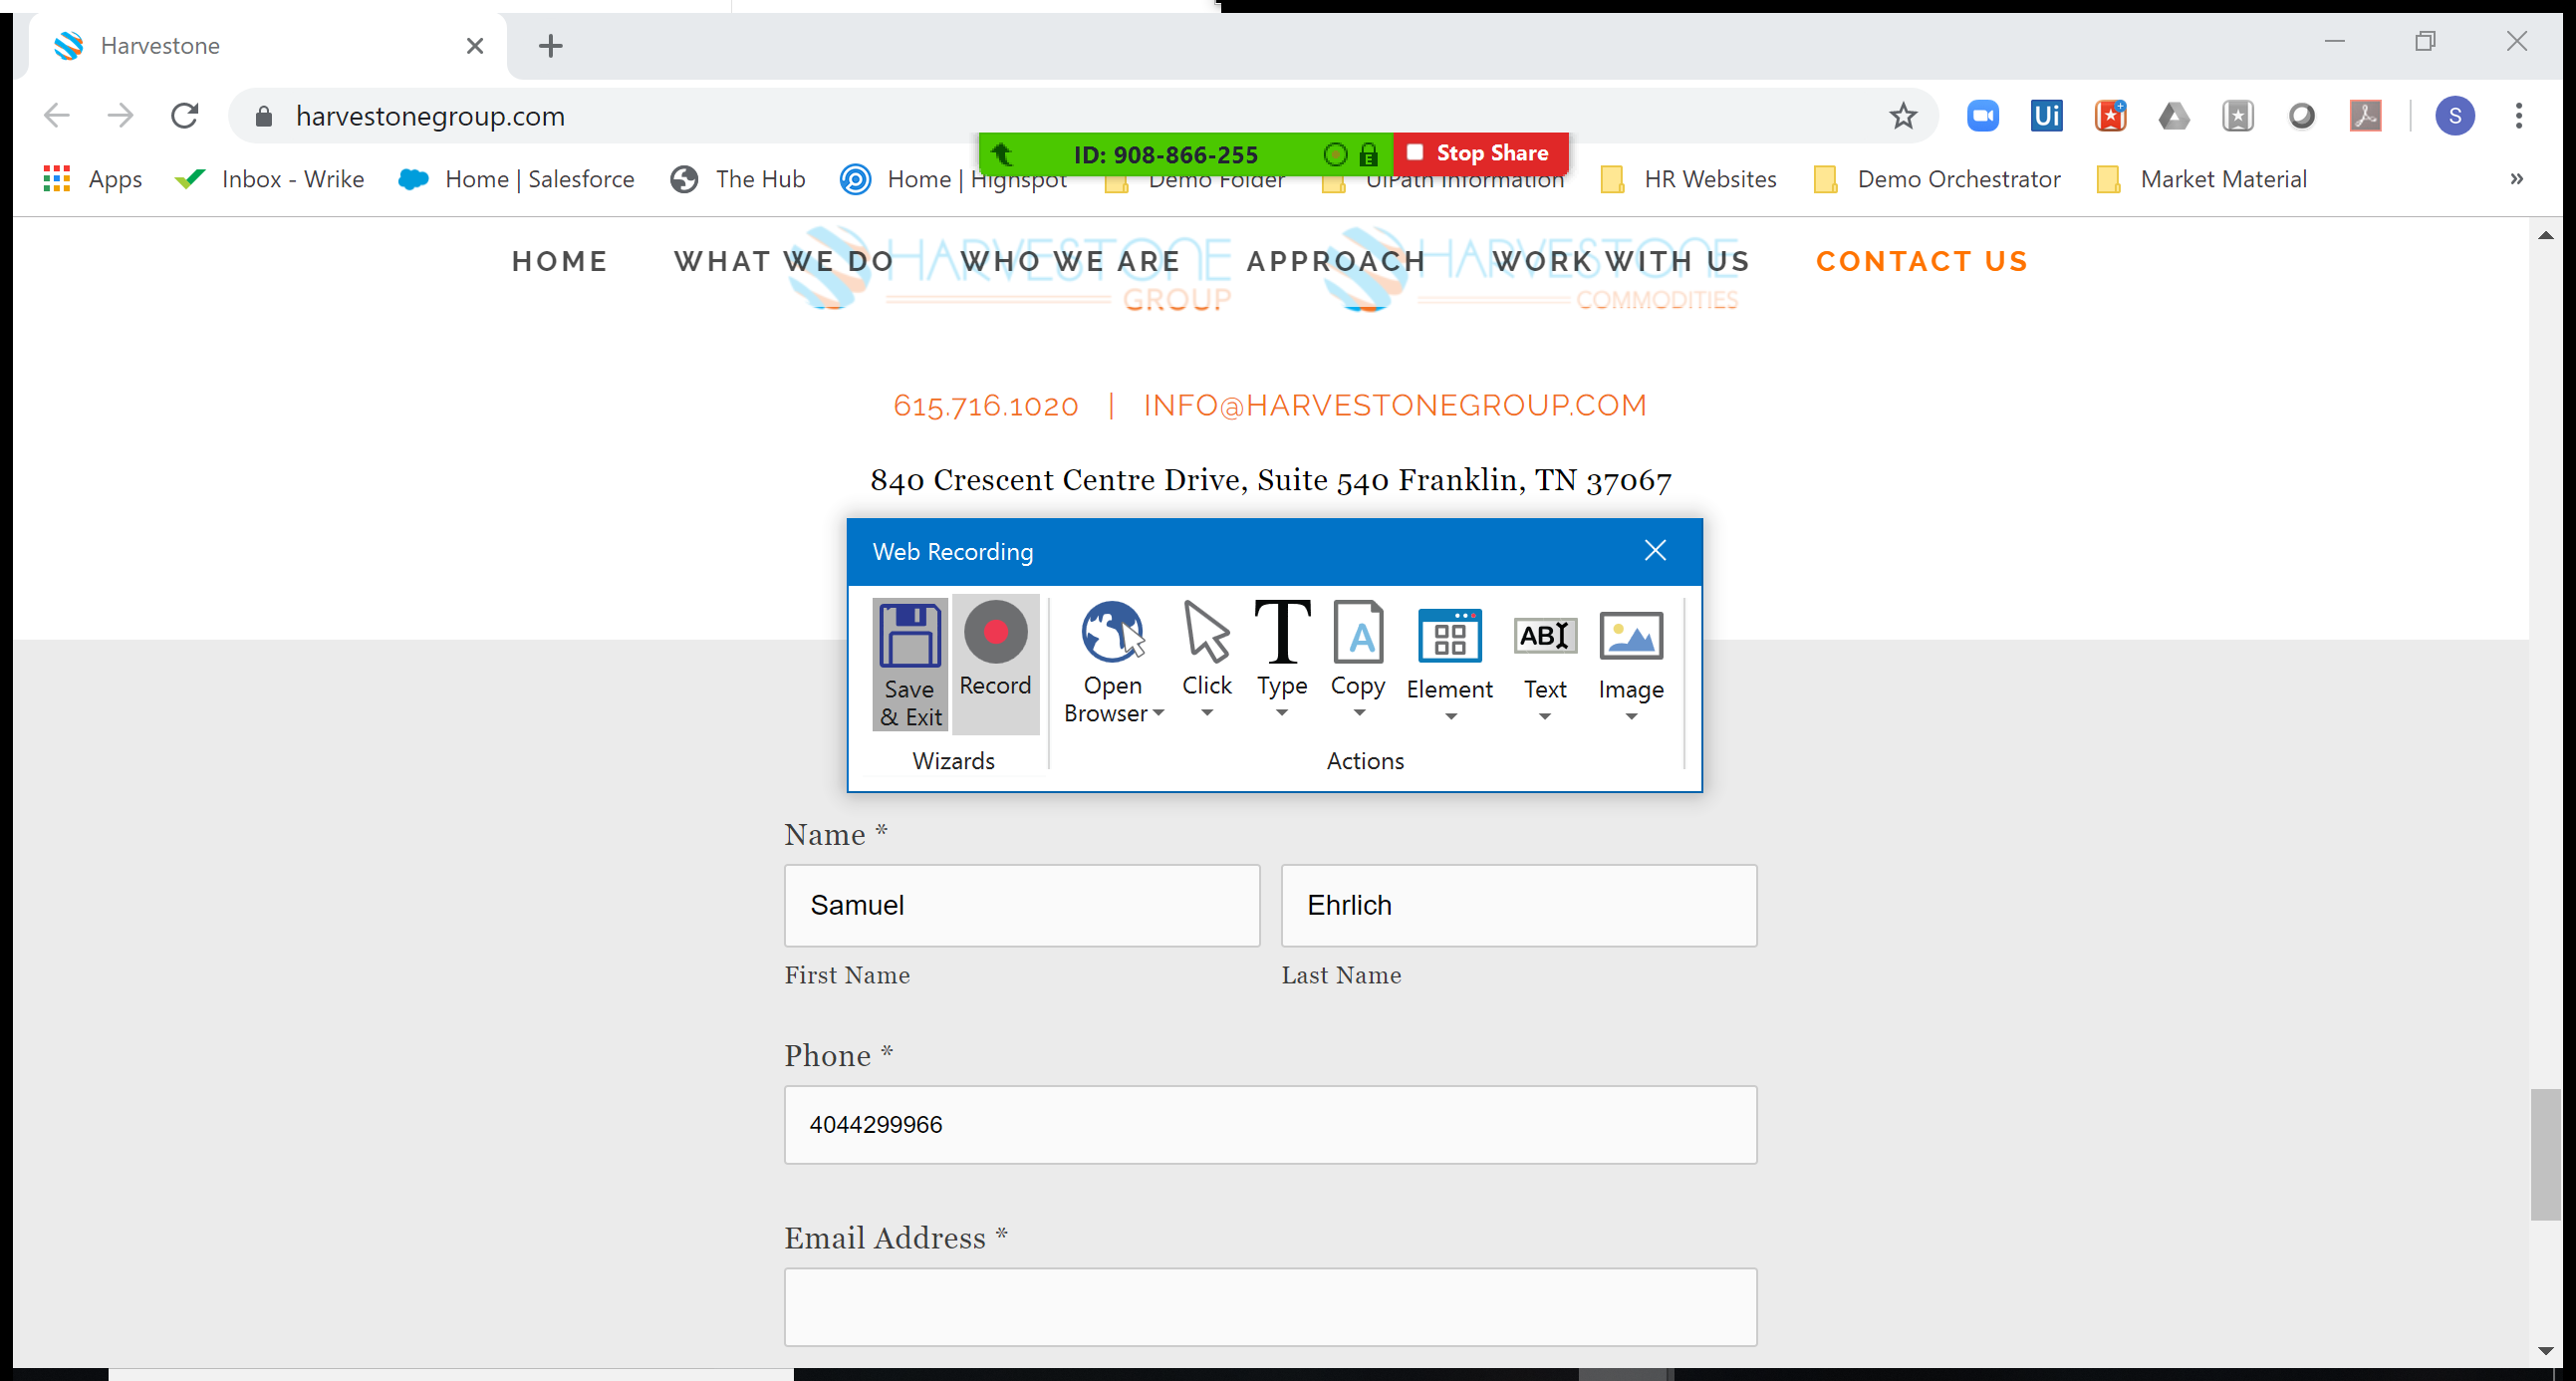 Harvestone
harvestonegroup.com
Ui
S
ID: 908-866-255
E
Stop Share
Apps
Inbox - Wrike
Home | Salesforce
The Hub
Home | Highspot
Demo Folder
UiPath Information
HR Websites
Demo Orchestrator
Market Material
»
HOME
WHAT WE DO
WHO WE ARE
APPROACH
WORK WITH US
CONTACT US
HARVESTONE
GROUP
HARVESTONE
COMMODITIES
615.716.1020 | INFO@HARVESTONEGROUP.COM
840 Crescent Centre Drive, Suite 540 Franklin, TN 37067
Web Recording
Save
& Exit
Record
Open
Browser
Click
T
Type
A
Copy
Element
AB
Text
Image
Wizards
Actions
Name *
Samuel
Ehrlich
First Name
Last Name
Phone *
4044299966
Email Address *